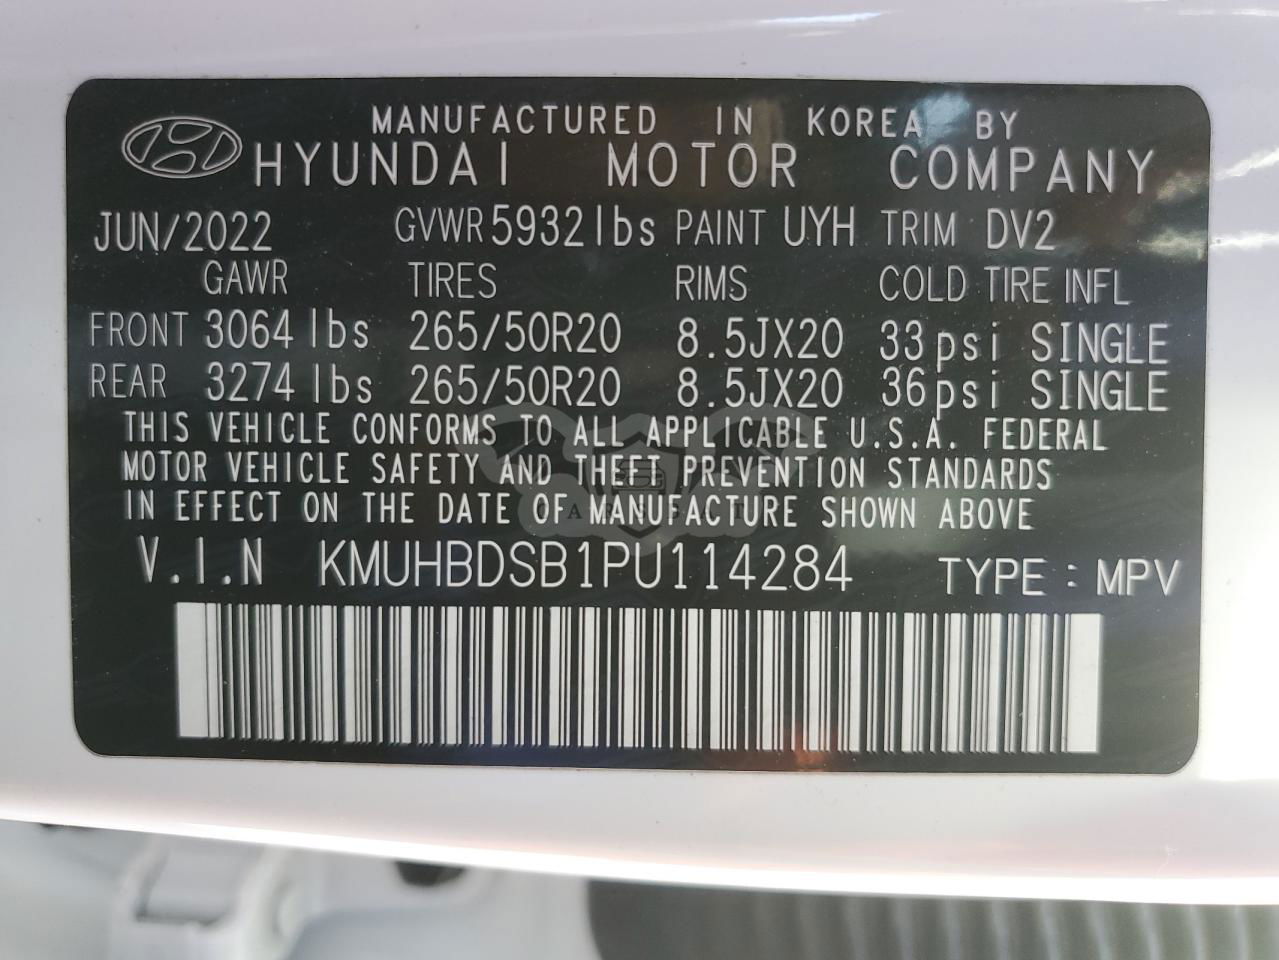 MANUFACTURED IN KOREA BY
HYUNDAI MOTOR COMPANY
JUN/2022 GVWR 5932 lbs PAINT UYH TRIM DV2
GAWR TIRES RIMS COLD TIRE INFL
FRONT 3064 lbs 265/50R20 8.5JX20 33 psi SINGLE
REAR 3274 lbs 265/50R20 8.5JX20 36 psi SINGLE
THIS VEHICLE CONFORMS TO ALL APPLICABLE U.S.A. FEDERAL
MOTOR VEHICLE SAFETY AND THEFT PREVENTION STANDARDS
IN EFFECT ON THE DATE OF MANUFACTURE SHOWN ABOVE
V.I.N KMUHBDSB1PU114284 TYPE : MPV